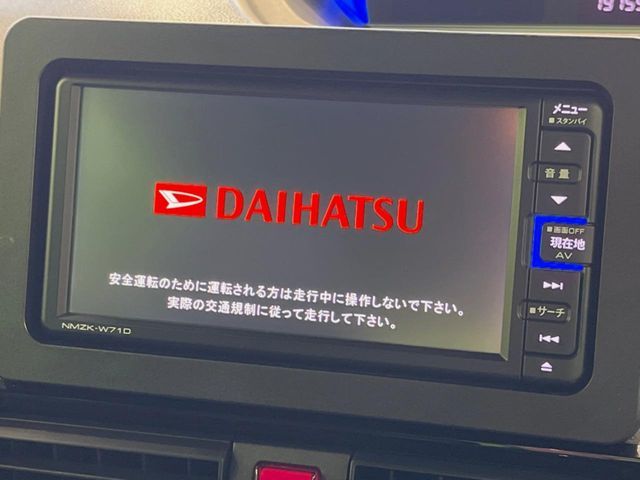 メニュー
スタンバイ
音量
DAIHATSU
画面OFF
現在地
AV
安全運転のために運転される方は走行中に操作しないで下さい。
実際の交通規制に従って走行して下さい。
サーチ
NMZK-W71D